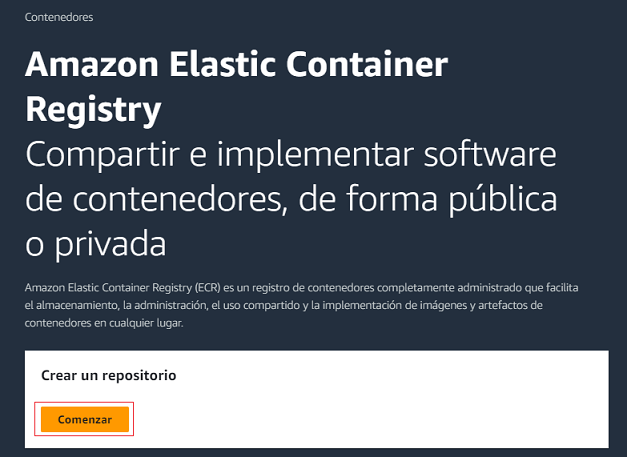 Contenedores
Amazon Elastic Container
Registry
Compartir e implementar software
de contenedores, de forma pública
o privada
Amazon Elastic Container Registry (ECR) es un registro de contenedores completamente administrado que facilita
el almacenamiento, la administración, el uso compartido y la implementación de imágenes y artefactos de
contenedores en cualquier lugar.
Crear un repositorio
Comenzar